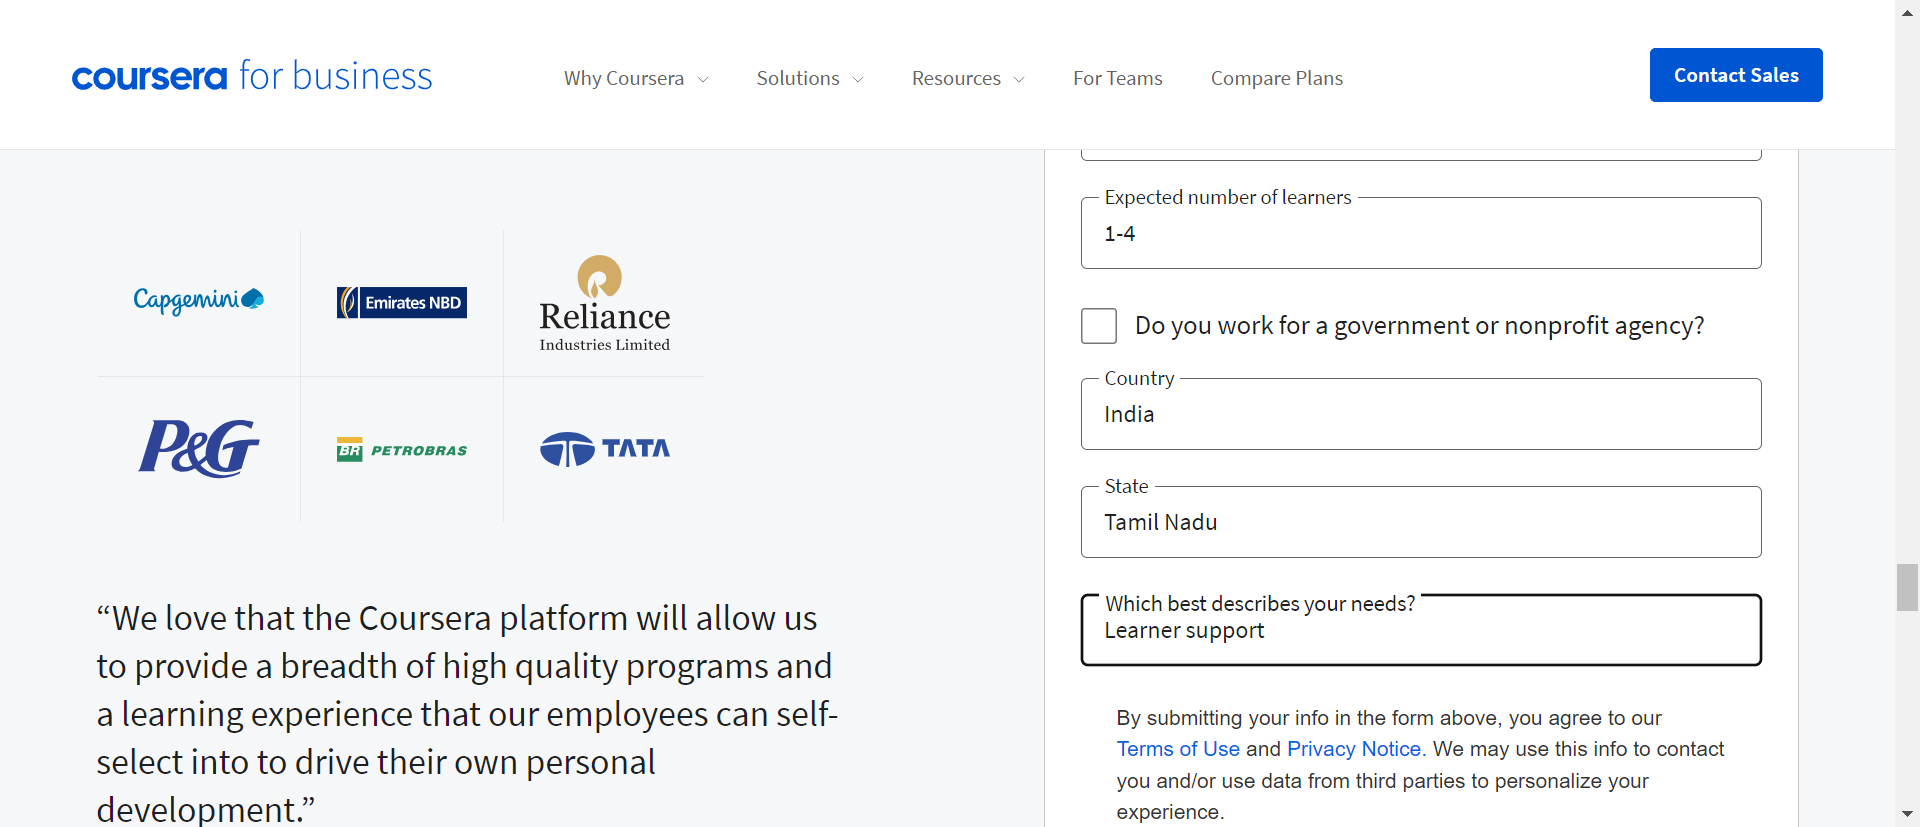 coursera for business
Why Coursera
Solutions
Resources
For Teams
Compare Plans
Contact Sales
Capgemini
Emirates NBD
Reliance
Industries Limited
P&G
BR PETROBRAS
TATA
“We love that the Coursera platform will allow us
to provide a breadth of high quality programs and
a learning experience that our employees can self-
select into to drive their own personal
development.”
Expected number of learners
1-4
Do you work for a government or nonprofit agency?
Country
India
State
Tamil Nadu
Which best describes your needs?
Learner support
By submitting your info in the form above, you agree to our
Terms of Use and Privacy Notice. We may use this info to contact
you and/or use data from third parties to personalize your
experience.